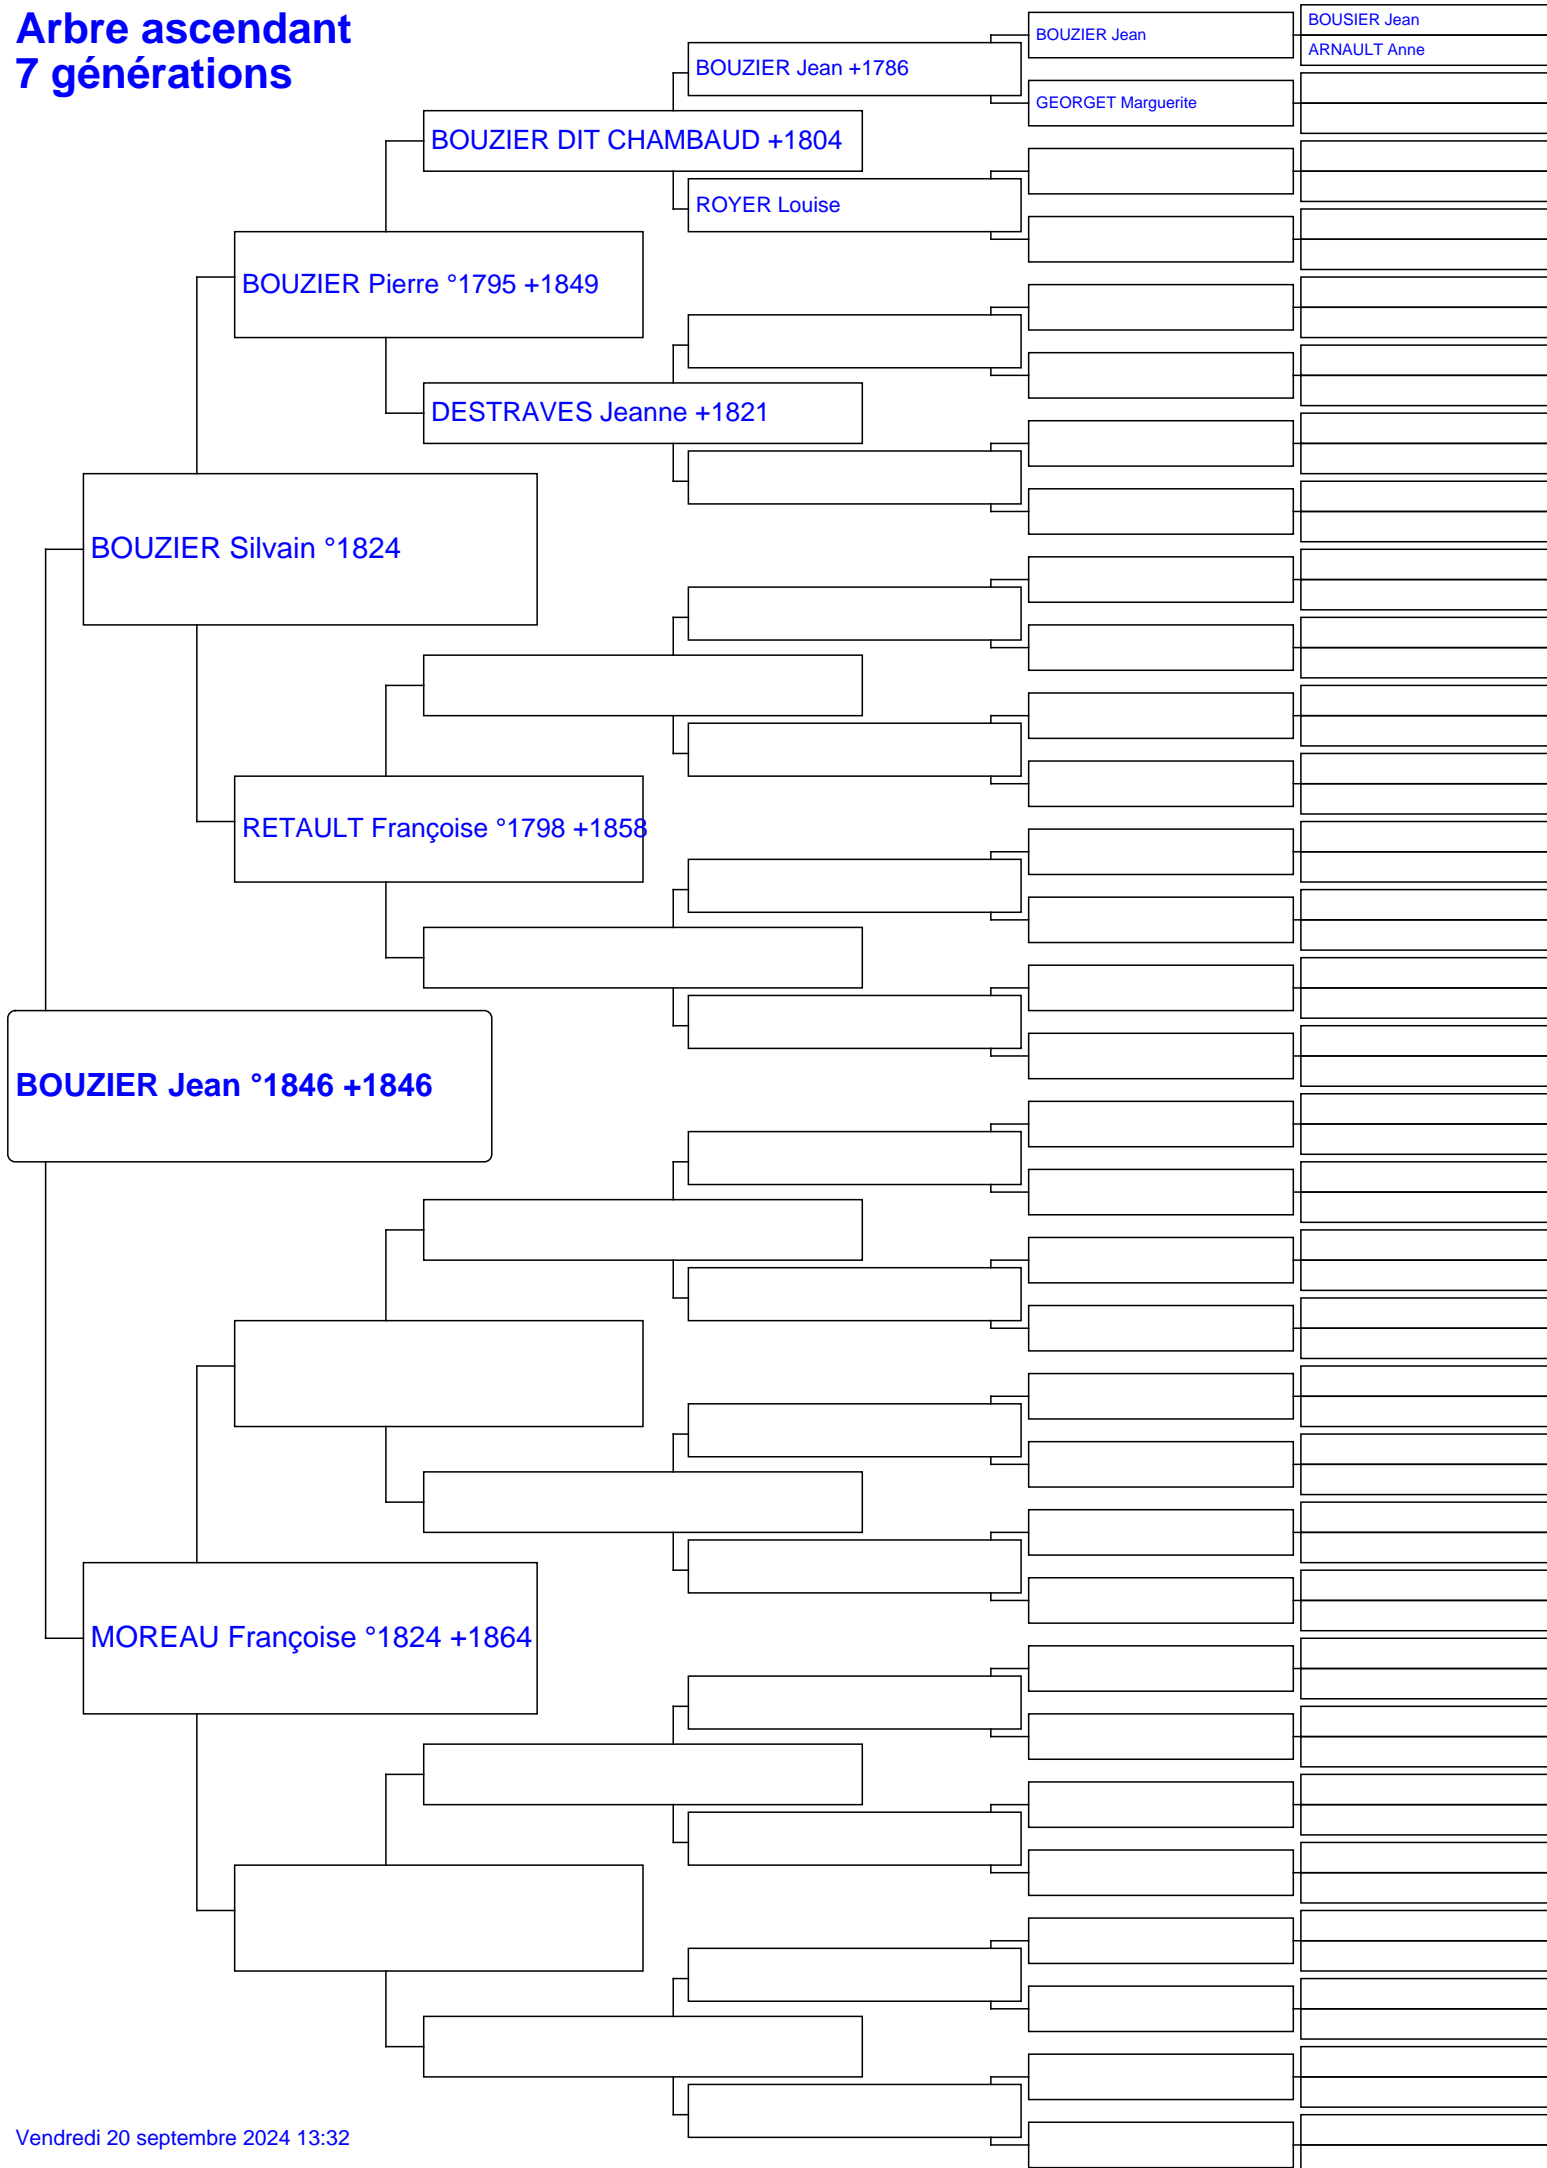 Arbre ascendant
7 générations
BOUSIER Jean
BOUZIER Jean
ARNAULT Anne
BOUZIER Jean +1786
GEORGET Marguerite
BOUZIER DIT CHAMBAUD +1804
ROYER Louise
BOUZIER Pierre °1795 +1849
DESTRAVES Jeanne +1821
BOUZIER Silvain °1824
RETAULT Françoise °1798 +1858
BOUZIER Jean °1846 +1846
MOREAU Françoise °1824 +1864
Vendredi 20 septembre 2024 13:32